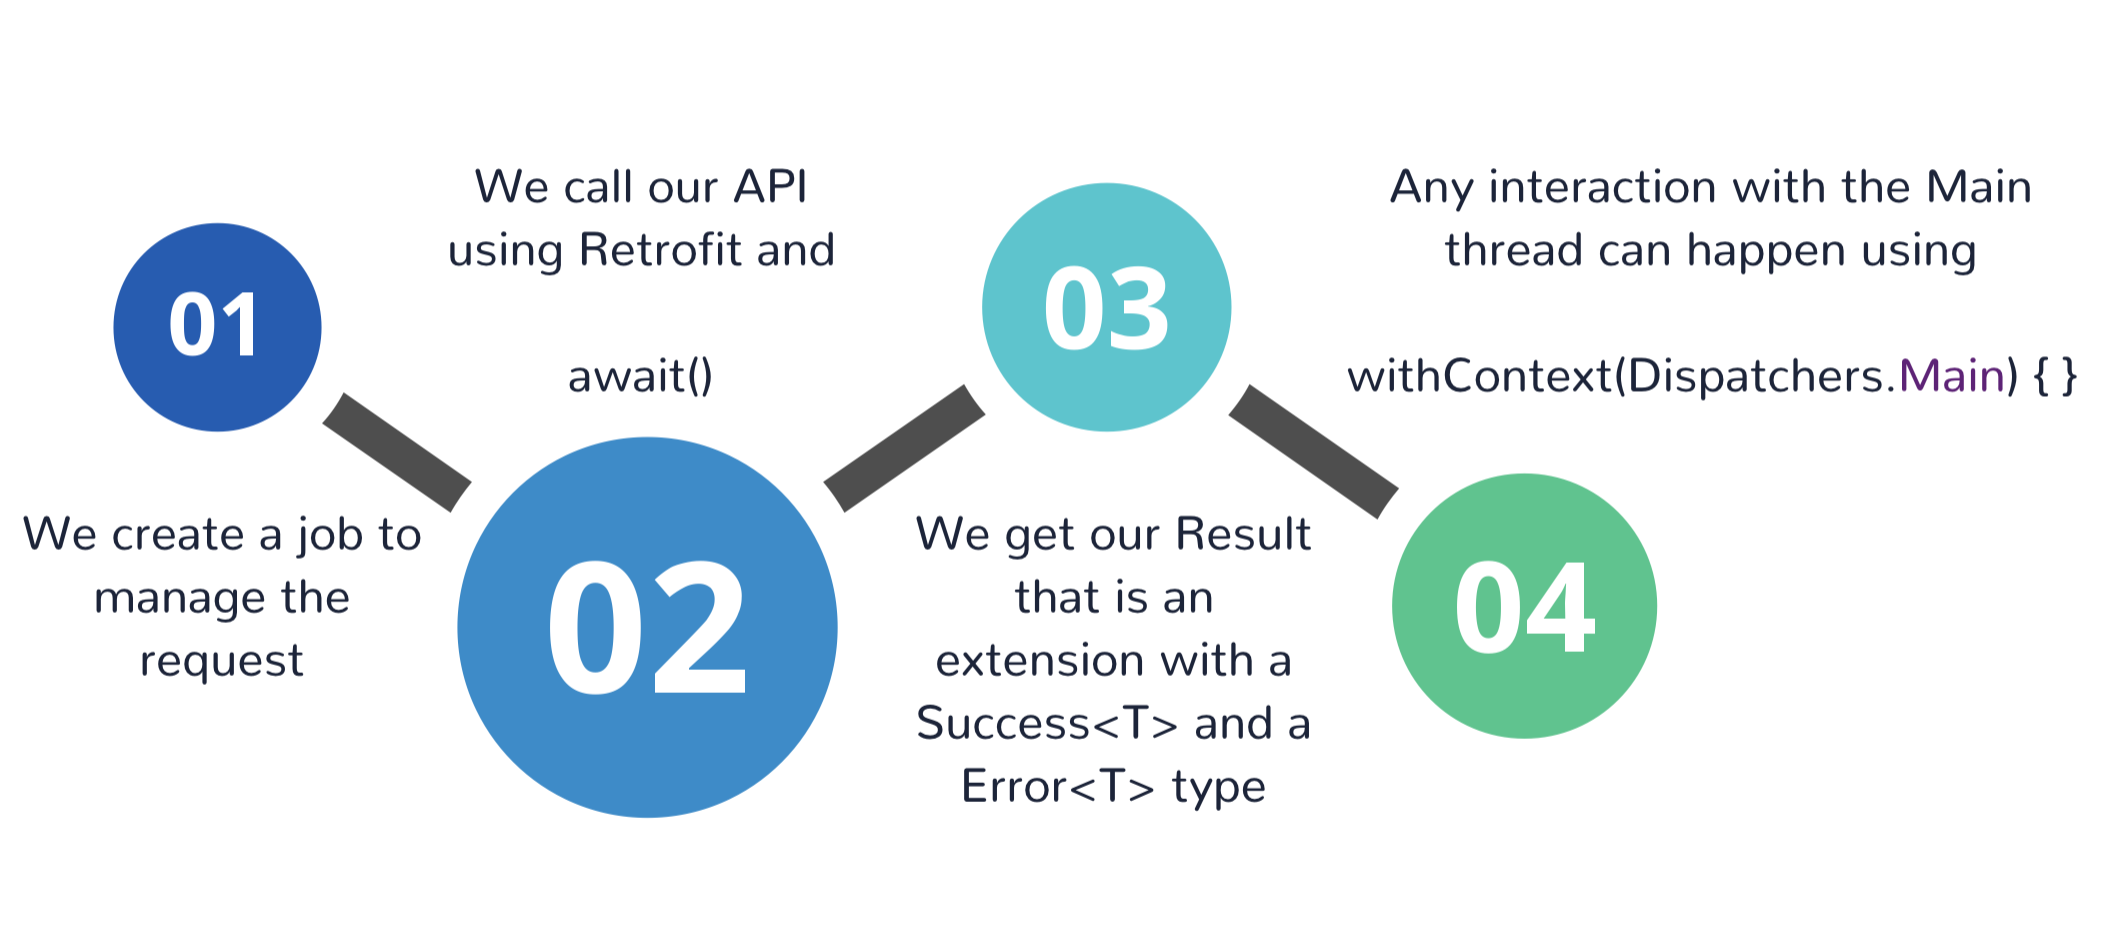 01
We create a job to
manage the
request
We call our API
using Retrofit and
await()
02
03
We get our Result
that is an
extension with a
Success<T> and a
Error<T> type
Any interaction with the Main
thread can happen using
withContext(Dispatchers.Main) { }
04